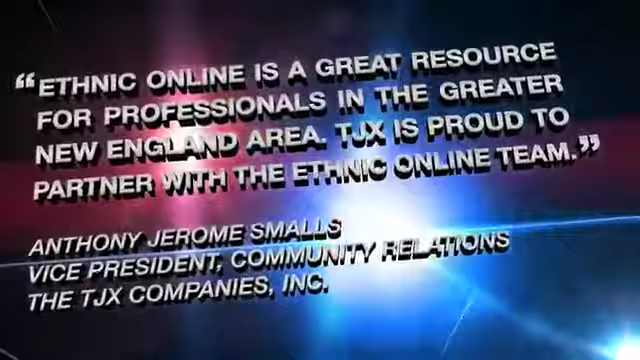 “ETHNIC ONLINE IS A GREAT RESOURCE
FOR PROFESSIONALS IN THE GREATER
NEW ENGLAND AREA. TJX IS PROUD TO
PARTNER WITH THE ETHNIC ONLINE TEAM.”
ANTHONY JEROME SMALLS
VICE PRESIDENT, COMMUNITY RELATIONS
THE TJX COMPANIES, INC.